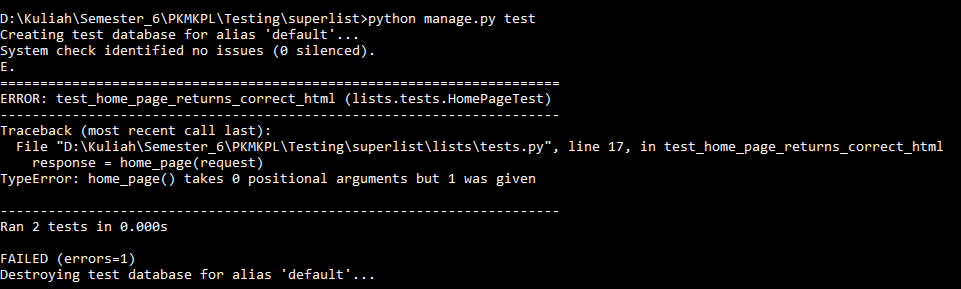 D:\Kuliah\Semester_6\PKMKPL\Testing\superlist>python manage.py test
Creating test database for alias 'default'...
System check identified no issues (0 silenced).
E.
======================================================================
ERROR: test_home_page_returns_correct_html (lists.tests.HomePageTest)
----------------------------------------------------------------------
Traceback (most recent call last):
  File "D:\Kuliah\Semester_6\PKMKPL\Testing\superlist\lists\tests.py", line 17, in test_home_page_returns_correct_html
    response = home_page(request)
TypeError: home_page() takes 0 positional arguments but 1 was given

----------------------------------------------------------------------
Ran 2 tests in 0.000s

FAILED (errors=1)
Destroying test database for alias 'default'...